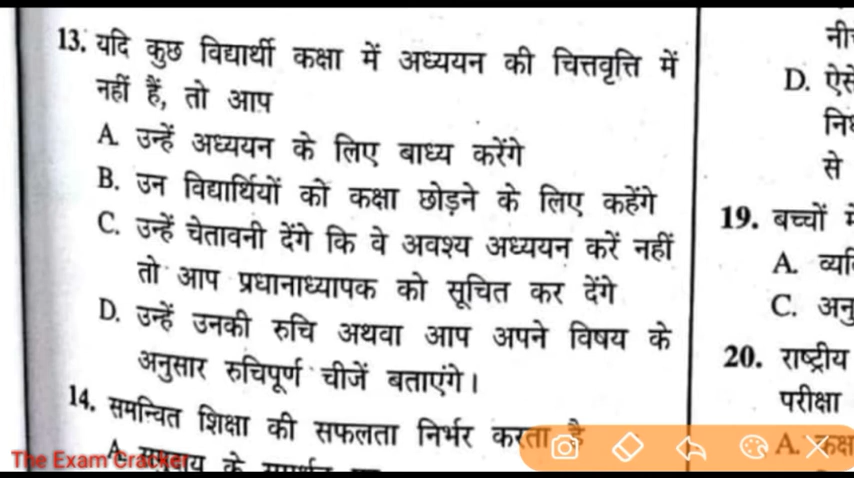 13. यदि कुछ विद्यार्थी कक्षा में अध्ययन की चित्तवृत्ति में
नहीं हैं, तो आप
A. उन्हें अध्ययन के लिए बाध्य करेंगे
B. उन विद्यार्थियों को कक्षा छोड़ने के लिए कहेंगे
C. उन्हें चेतावनी देंगे कि वे अवश्य अध्ययन करें नहीं
तो आप प्रधानाध्यापक को सूचित कर देंगे
D. उन्हें उनकी रुचि अथवा आप अपने विषय के
अनुसार रुचिपूर्ण चीजें बताएंगे।
14. समन्वित शिक्षा की सफलता निर्भर करता है
A. के
The Exam Cracker
D. ऐसे
से
19. बच्चों
A.
C.
20. राष्ट्रीय
परीक्षा
A.